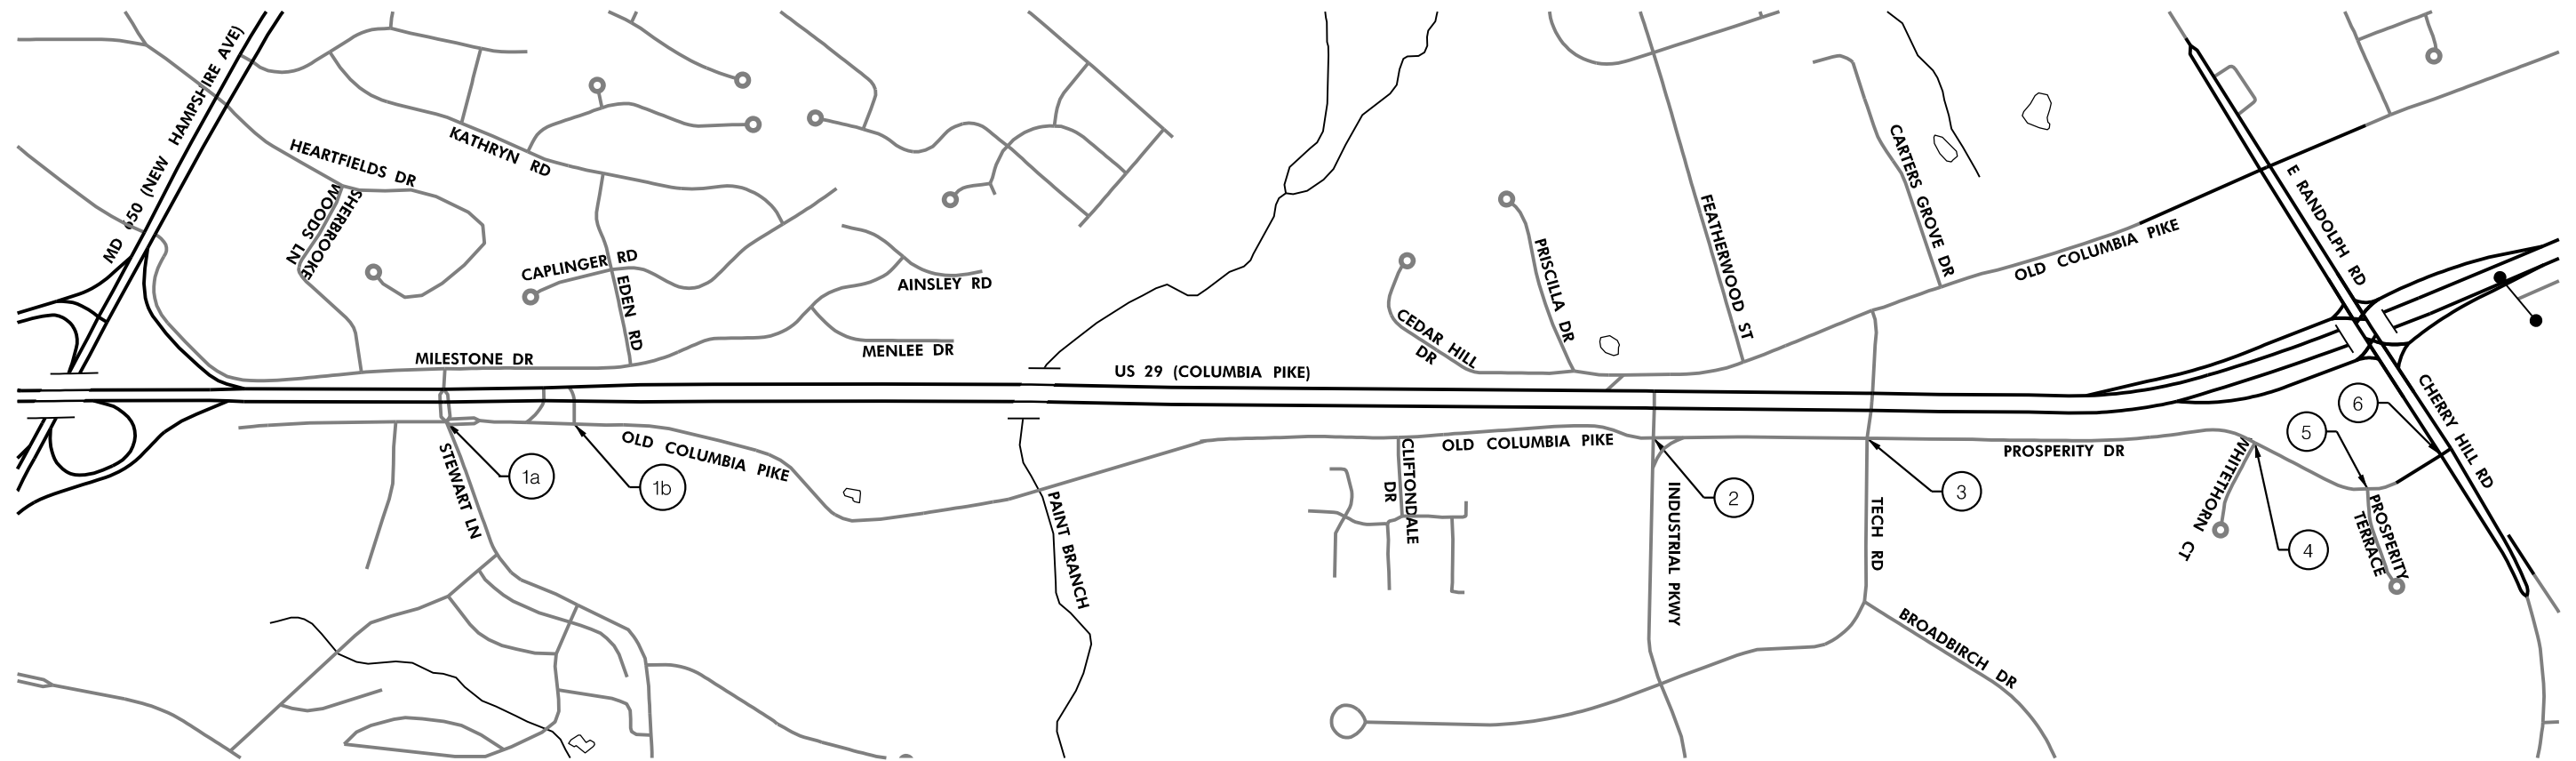 MD 650 (NEW HAMPSHIRE AVE)
HEARTFIELDS DR
KATHRYN RD
SHERBROOKE
WOODS LN
CAPLINGER RD
EDEN RD
AINSLEY RD
MENLEE DR
MILESTONE DR
US 29 (COLUMBIA PIKE)
CEDAR HILL
DR
PRISCILLA DR
FEATHERWOOD ST
CARTERS GROVE DR
OLD COLUMBIA PIKE
E RANDOLPH RD
CHERRY HILL RD
STEWART LN
1a
1b
OLD COLUMBIA PIKE
PAINT BRANCH
CLIFTONDALE
DR
OLD COLUMBIA PIKE
INDUSTRIAL PKWY
2
TECH RD
3
BROADBIRCH DR
PROSPERITY DR
WHITETHORN CT
4
5
6
PROSPERITY
TERRACE